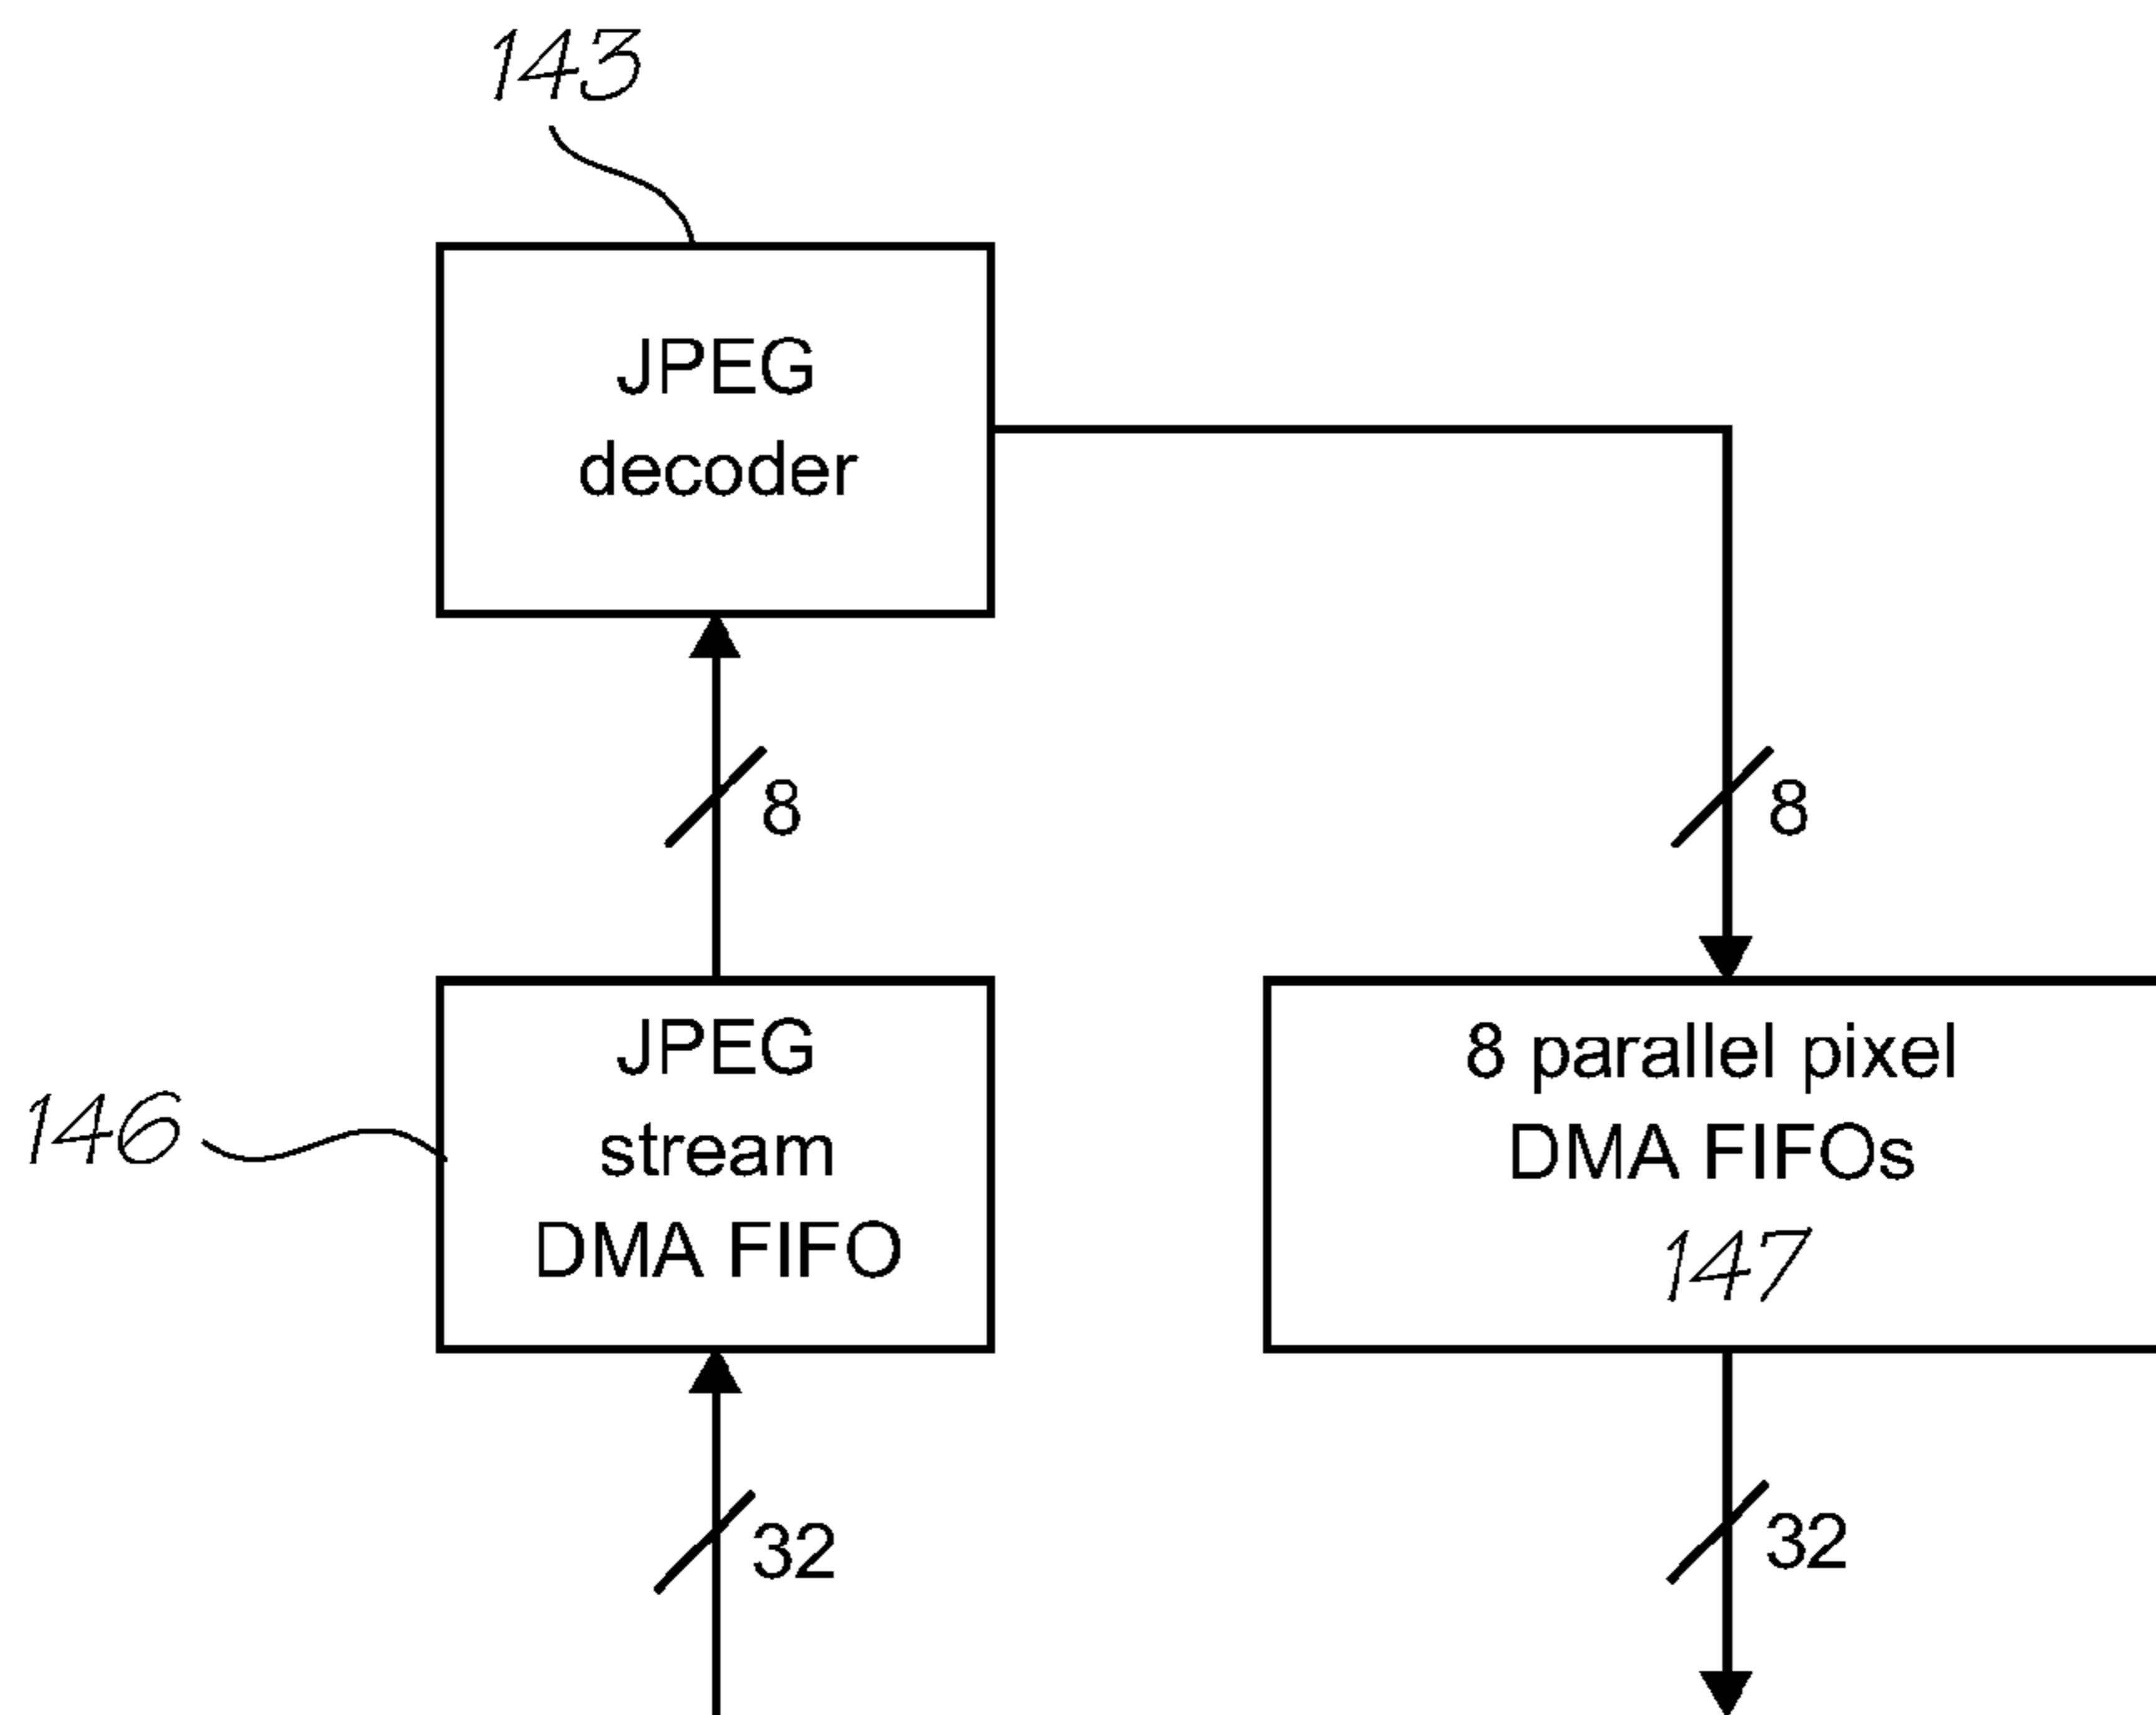 143
JPEG
decoder
8
8
JPEG
stream
DMA FIFO
146
8 parallel pixel
DMA FIFOs
147
32
32